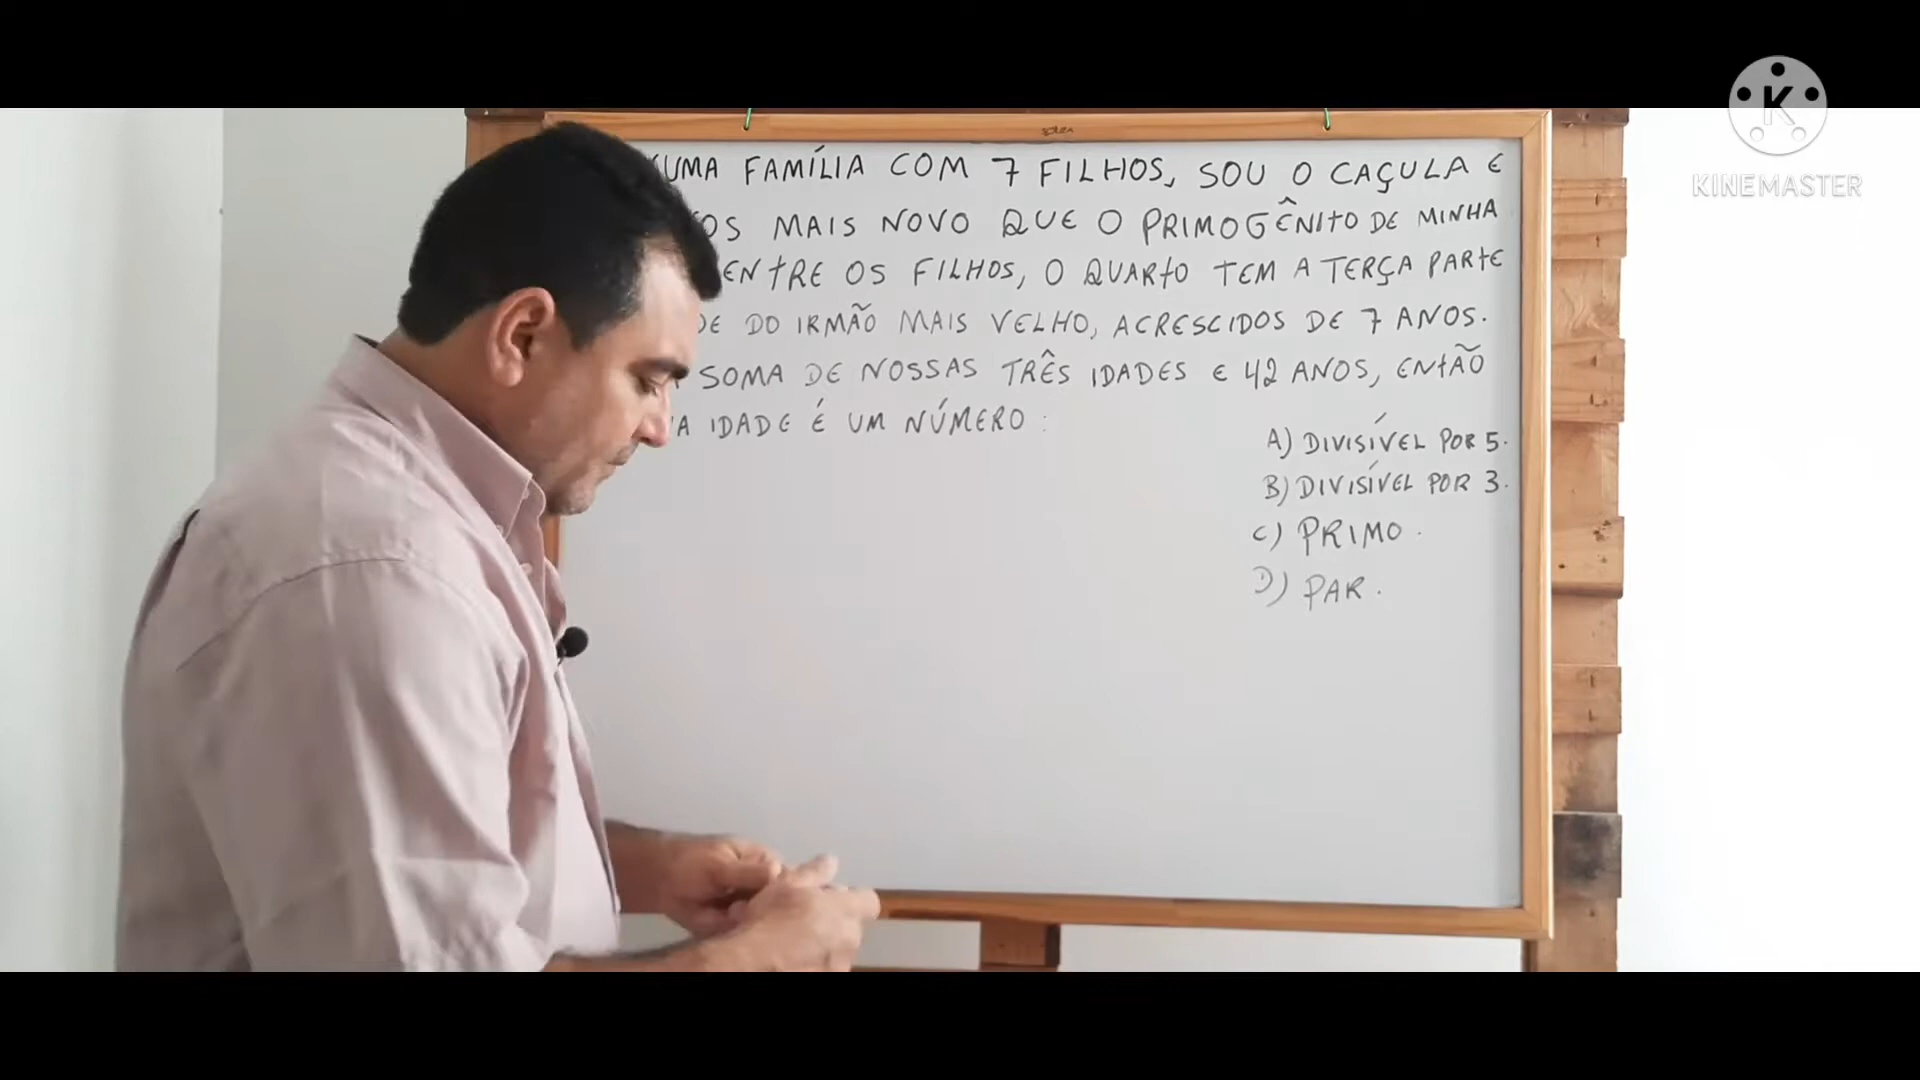 UMA FAMÍLIA COM 7 FILHOS, SOU O CAÇULA E
OS MAIS NOVO QUE O PRIMOGÊNITO DE MINHA
ENTRE OS FILHOS, O QUARTO TEM A TERÇA PARTE
DE DO IRMÃO MAIS VELHO, ACRESCIDOS DE 7 ANOS.
SOMA DE NOSSAS TRÊS IDADES E 42 ANOS, ENTÃO
A IDADE É UM NÚMERO:
A) DIVISÍVEL POR 5.
B) DIVISÍVEL POR 3.
C) PRIMO.
D) PAR.
K
KINEMASTER